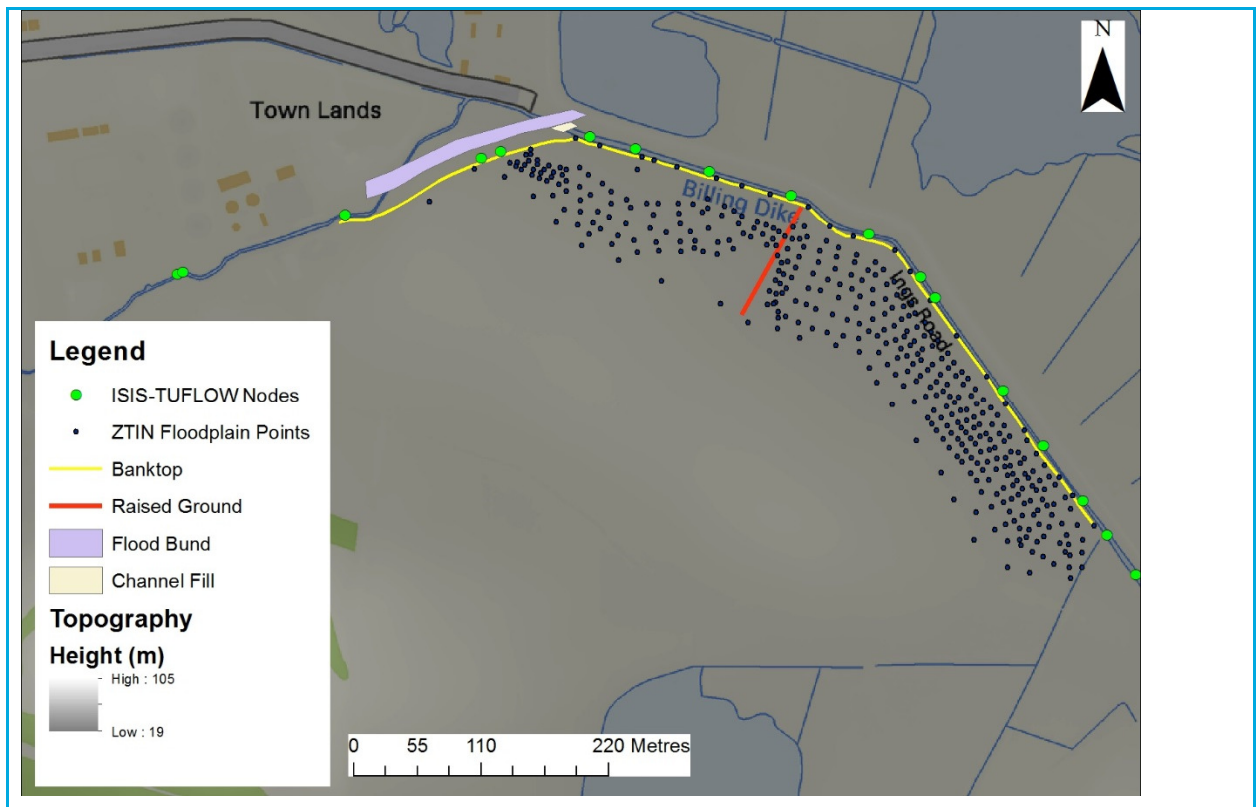 N
Town Lands
Billing Dike
Ings Road
Legend
ISIS-TUFLOW Nodes
ZTIN Floodplain Points
Banktop
Raised Ground
Flood Bund
Channel Fill
Topography
Height (m)
High : 105
Low : 19
0 55 110 220 Metres